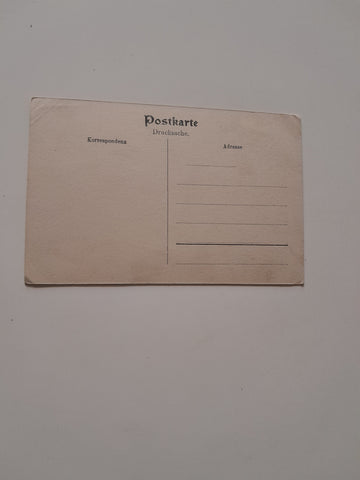 Postkarte
Drucksache.
Korrespondenz
Adresse